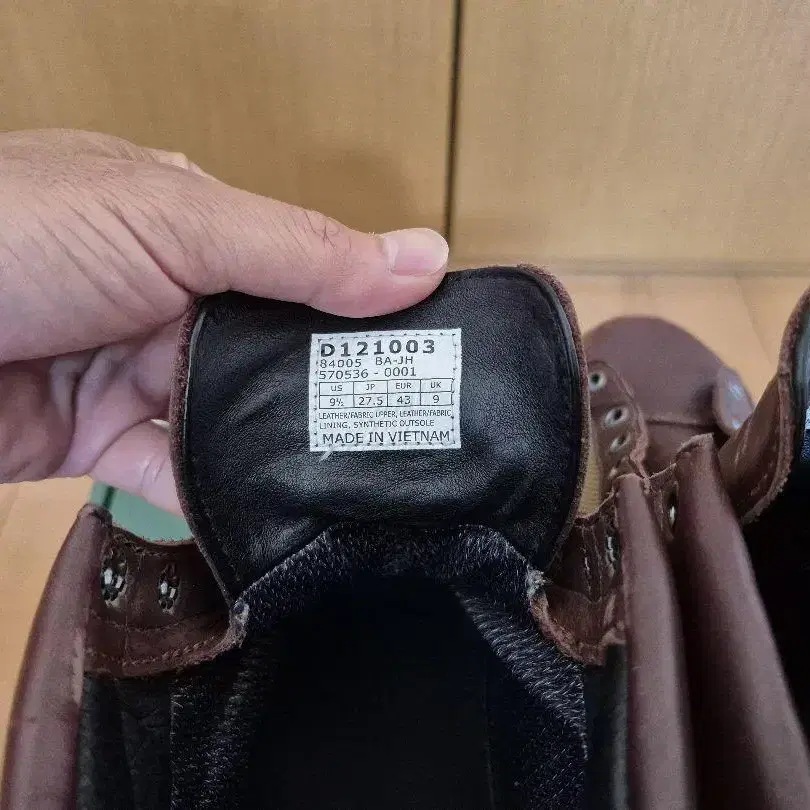 D121003
84005 BA-JH
570536 - 0001
US JP EUR UK
9½ 27.5 43 9
LEATHER/FABRIC UPPER, LEATHER/FABRIC
LINING, SYNTHETIC OUTSOLE
MADE IN VIETNAM